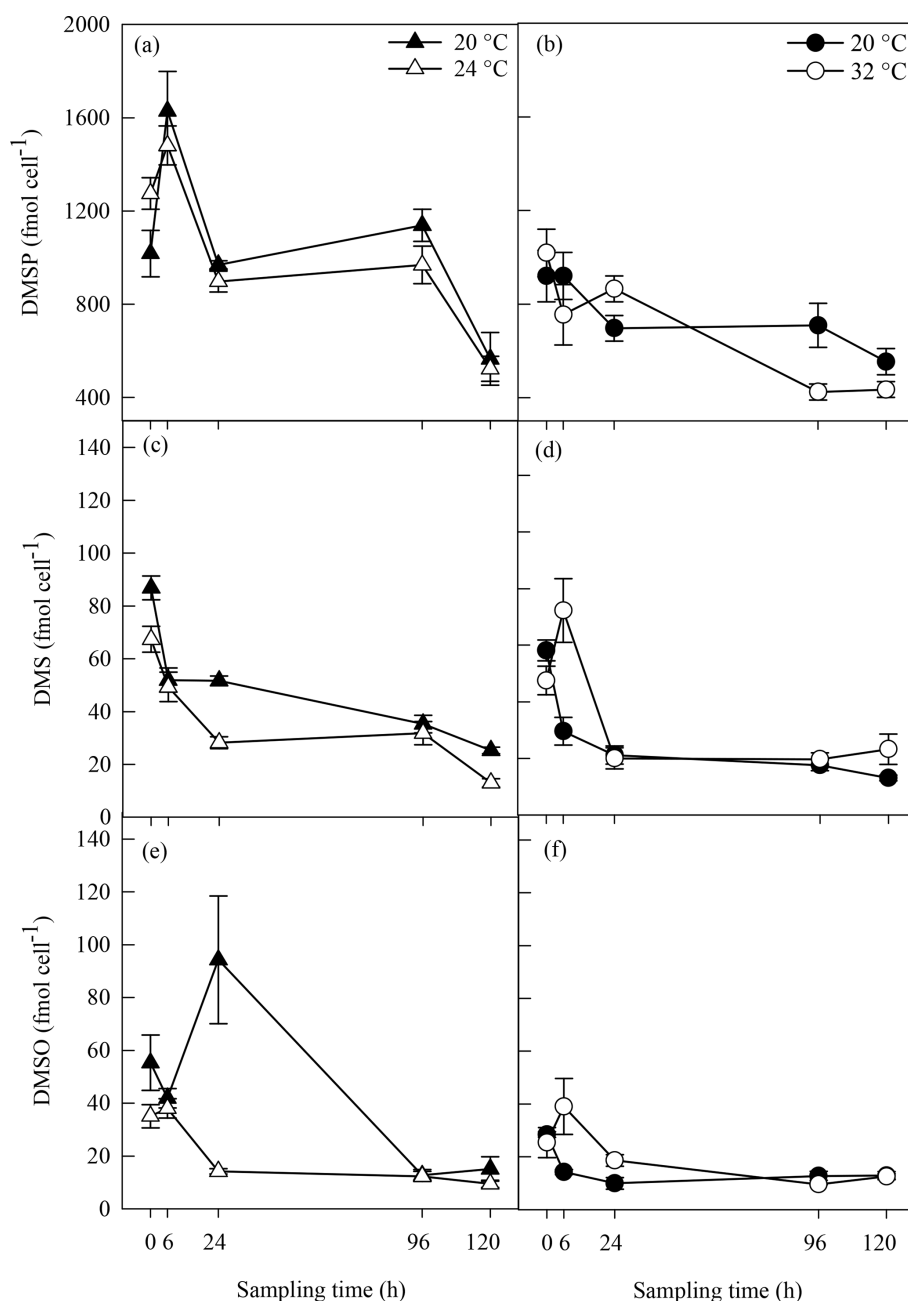 (a)
20 °C
24 °C
(b)
20 °C
32 °C
2000
1600
1200
800
400
DMSP (fmol cell⁻¹)
(c)
(d)
140
120
100
80
60
40
20
0
DMS (fmol cell⁻¹)
(e)
(f)
140
120
100
80
60
40
20
0
DMSO (fmol cell⁻¹)
0 6 24 96 120
0 6 24 96 120
Sampling time (h)
Sampling time (h)